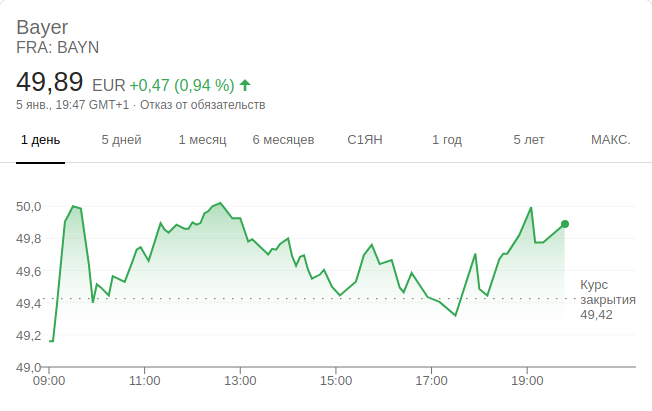 Bayer
FRA: BAYN
49,89 EUR +0,47 (0,94 %)
5 янв., 19:47 GMT+1 · Отказ от обязательств
1 день 5 дней 1 месяц 6 месяцев С1ЯН 1 год 5 лет МАКС.
50,0
49,8
49,6
49,4
49,2
49,0
Курс
закрытия
49,42
09:00 11:00 13:00 15:00 17:00 19:00